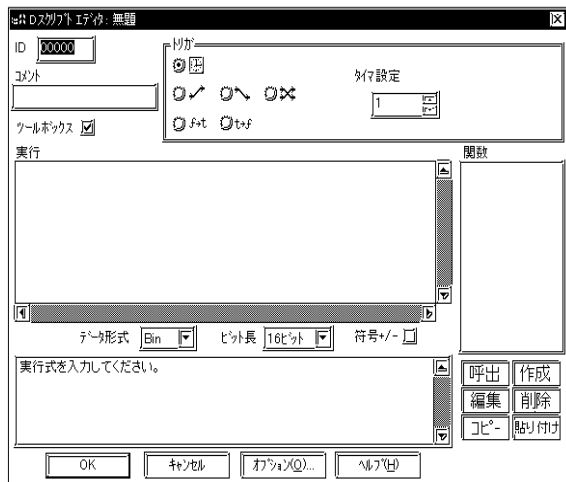 Dｽｸﾘﾌﾟﾄ ｴﾃﾞｨﾀ: 無題
ID 00000
ﾄﾘｶﾞ
ｺﾒﾝﾄ
ﾀｲﾏ設定
1
ﾂｰﾙﾎﾞｯｸｽ
f→t t→f
実行
関数
ﾃﾞｰﾀ形式 Bin ﾋﾞｯﾄ長 16ﾋﾞｯﾄ 符号+/-
実行式を入力してください。
呼出 作成
編集 削除
ｺﾋﾟｰ 貼り付け
OK ｷｬﾝｾﾙ ｵﾌﾟｼｮﾝ(O)... ﾍﾙﾌﾟ(H)